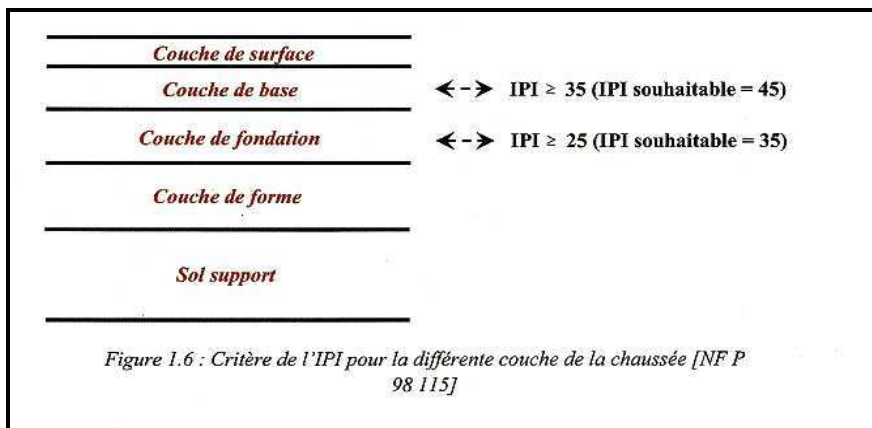 Couche de surface
Couche de base IPI ≥ 35 (IPI souhaitable = 45)
Couche de fondation IPI ≥ 25 (IPI souhaitable = 35)
Couche de forme
Sol support
Figure 1.6 : Critère de l'IPI pour la différente couche de la chaussée [NF P
98 115]